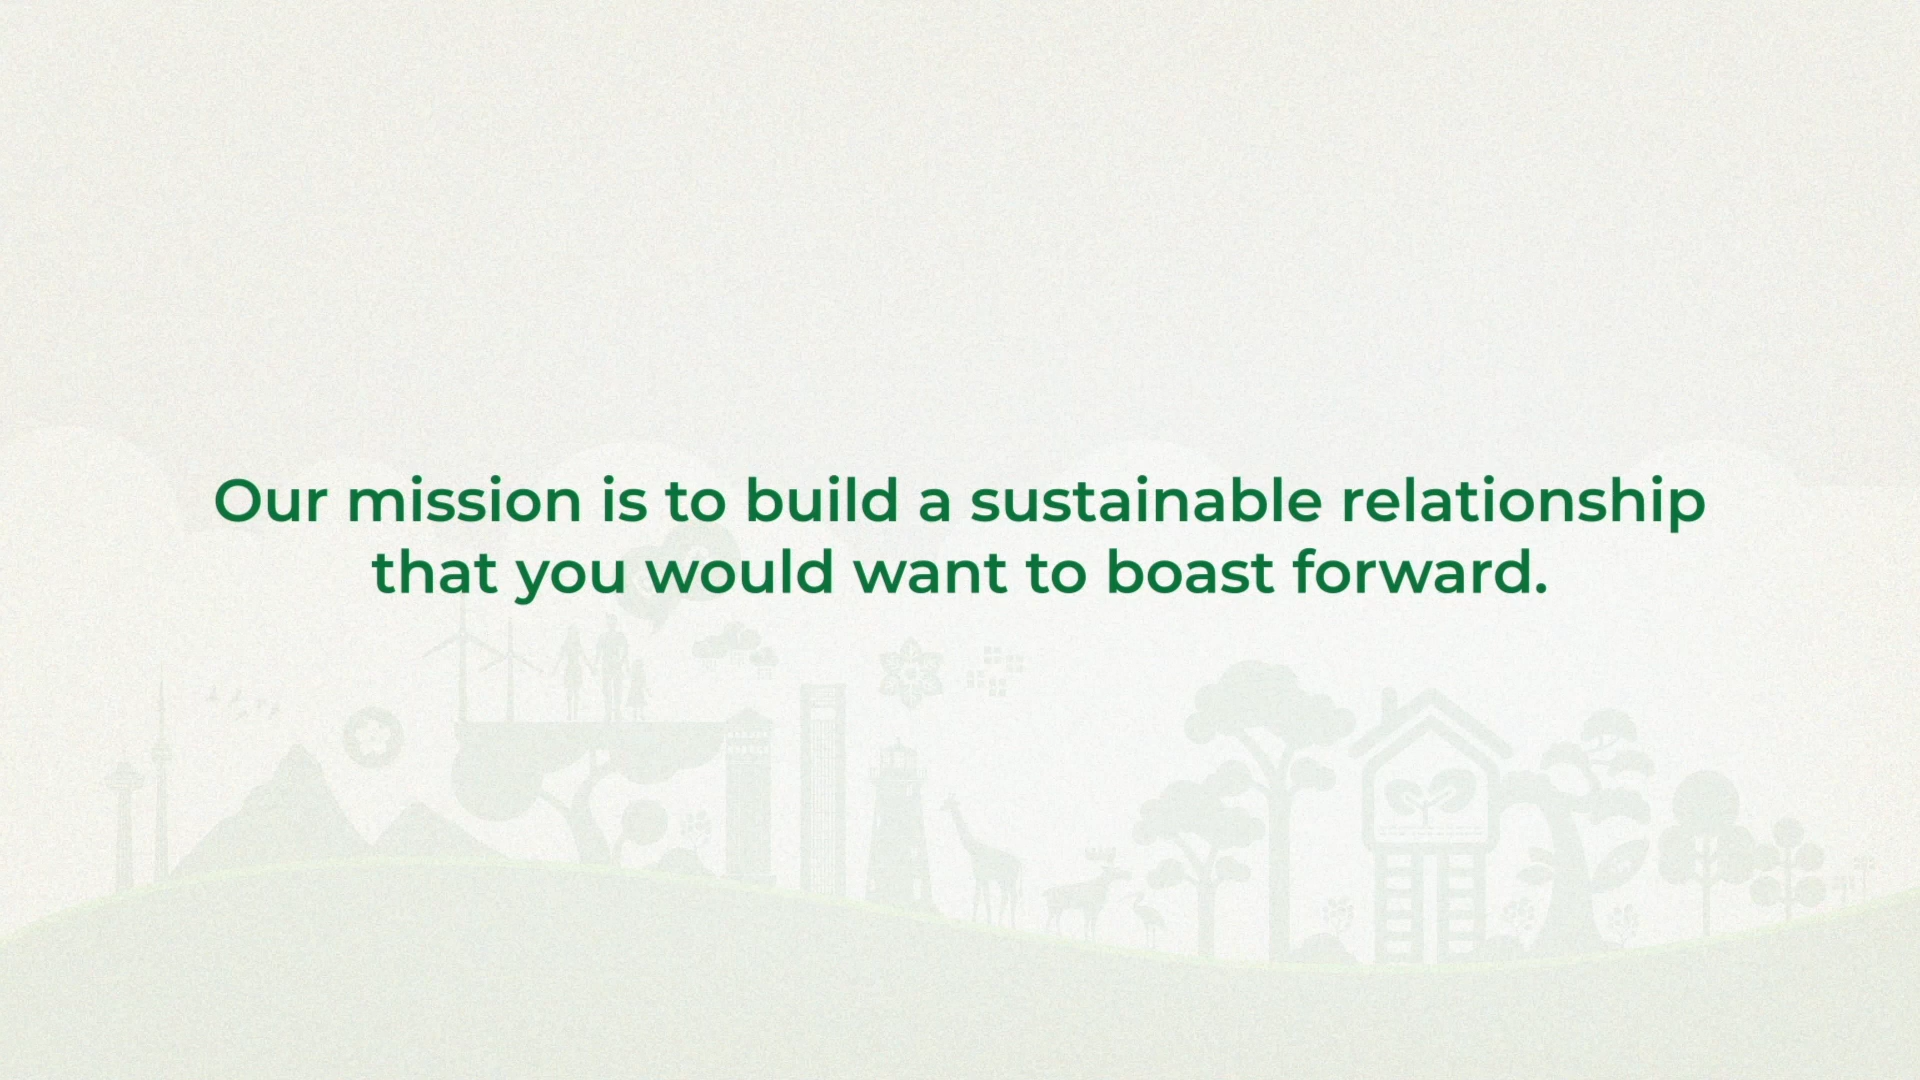 Our mission is to build a sustainable relationship
that you would want to boast forward.